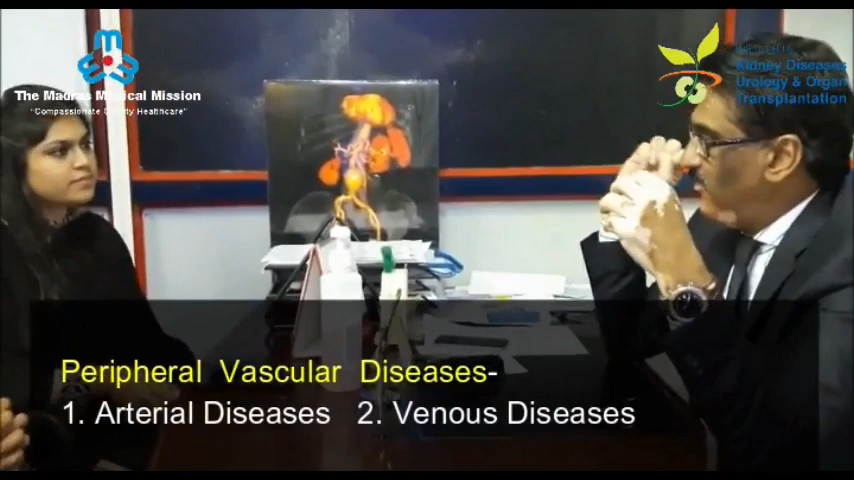 The Madras Medical Mission
"Compassionate Quality Healthcare"
Kidney Diseases
Urology & Organ
Transplantation
Peripheral Vascular Diseases-
1. Arterial Diseases 2. Venous Diseases